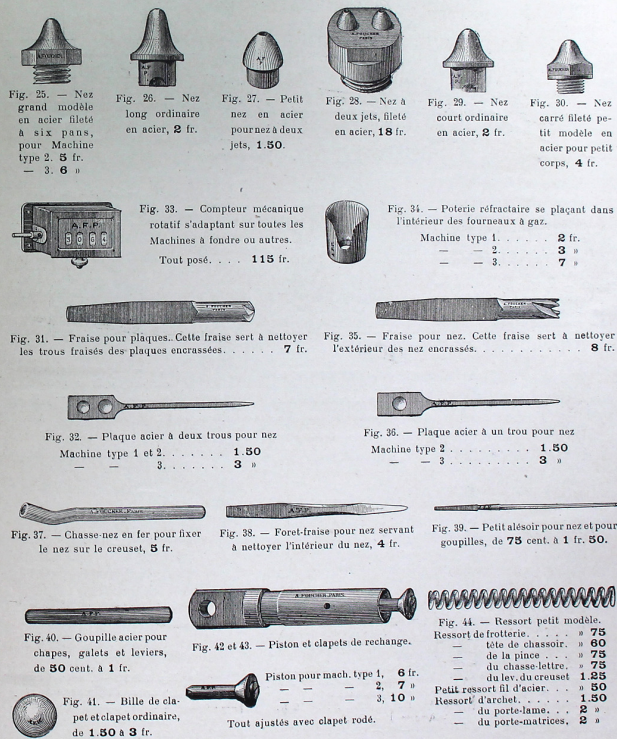 Fig. 25. — Nez
grand modèle
en acier fileté
à six pans,
pour Machine
type 2. 5 fr.
— 3. 6 »
Fig. 26. — Nez
long ordinaire
en acier, 2 fr.
Fig. 27. — Petit
nez en acier
pour nez à deux
jets, 1.50.
A. FOUCHER
PARIS
Fig. 28. — Nez à
deux jets, fileté
en acier, 18 fr.
Fig. 29. — Nez
court ordinaire
en acier, 2 fr.
Fig. 30. — Nez
carré fileté pe-
tit modèle en
acier pour petit
corps, 4 fr.
A.F.P.
Fig. 33. — Compteur mécanique
rotatif s'adaptant sur toutes les
Machines à fondre ou autres.
Tout posé. . . . 115 fr.
Fig. 34. — Poterie réfractaire se plaçant dans
l'intérieur des fourneaux à gaz.
Machine type 1. . . . . . 2 fr.
— — 2. . . . . . 3 »
— — 3. . . . . . 7 »
Fig. 31. — Fraise pour plaques. Cette fraise sert à nettoyer
les trous fraisés des plaques encrassées. . . . . . 7 fr.
Fig. 35. — Fraise pour nez. Cette fraise sert à nettoyer
l'extérieur des nez encrassés. . . . . . . . . . . 8 fr.
A.F.P.
Fig. 32. — Plaque acier à deux trous pour nez
Machine type 1 et 2. . . . . . . 1.50
— — 3. . . . . . . 3 »
A.F.P.
Fig. 36. — Plaque acier à un trou pour nez
Machine type 2 . . . . . . . . . 1.50
— — 3. . . . . . . . . 3 »
A. FOUCHER. PARIS
Fig. 37. — Chasse-nez en fer pour fixer
le nez sur le creuset, 5 fr.
Fig. 38. — Foret-fraise pour nez servant
à nettoyer l'intérieur du nez, 4 fr.
Fig. 39. — Petit alésoir pour nez et pour
goupilles, de 75 cent. à 1 fr. 50.
A.F.P.
Fig. 40. — Goupille acier pour
chapes, galets et leviers,
de 50 cent. à 1 fr.
A. FOUCHER. PARIS
Fig. 42 et 43. — Piston et clapets de rechange.
Piston pour mach. type 1, 6 fr.
— — — 2, 7 »
— — — 3, 10 »
Tout ajustés avec clapet rodé.
Fig. 41. — Bille de cla-
pet et clapet ordinaire,
de 1.50 à 3 fr.
Fig. 44. — Ressort petit modèle.
Ressort de frotterie. . . . . » 75
— tète de chassoir. » 60
— de la pince . . . » 75
— du chasse-lettre. » 75
— du lev. du creuset 1.25
Petit ressort fil d'acier. . . » 50
Ressort d'archet. . . . . . 1.50
— du porte-lame. . . 2 »
— du porte-matrices, 2 »